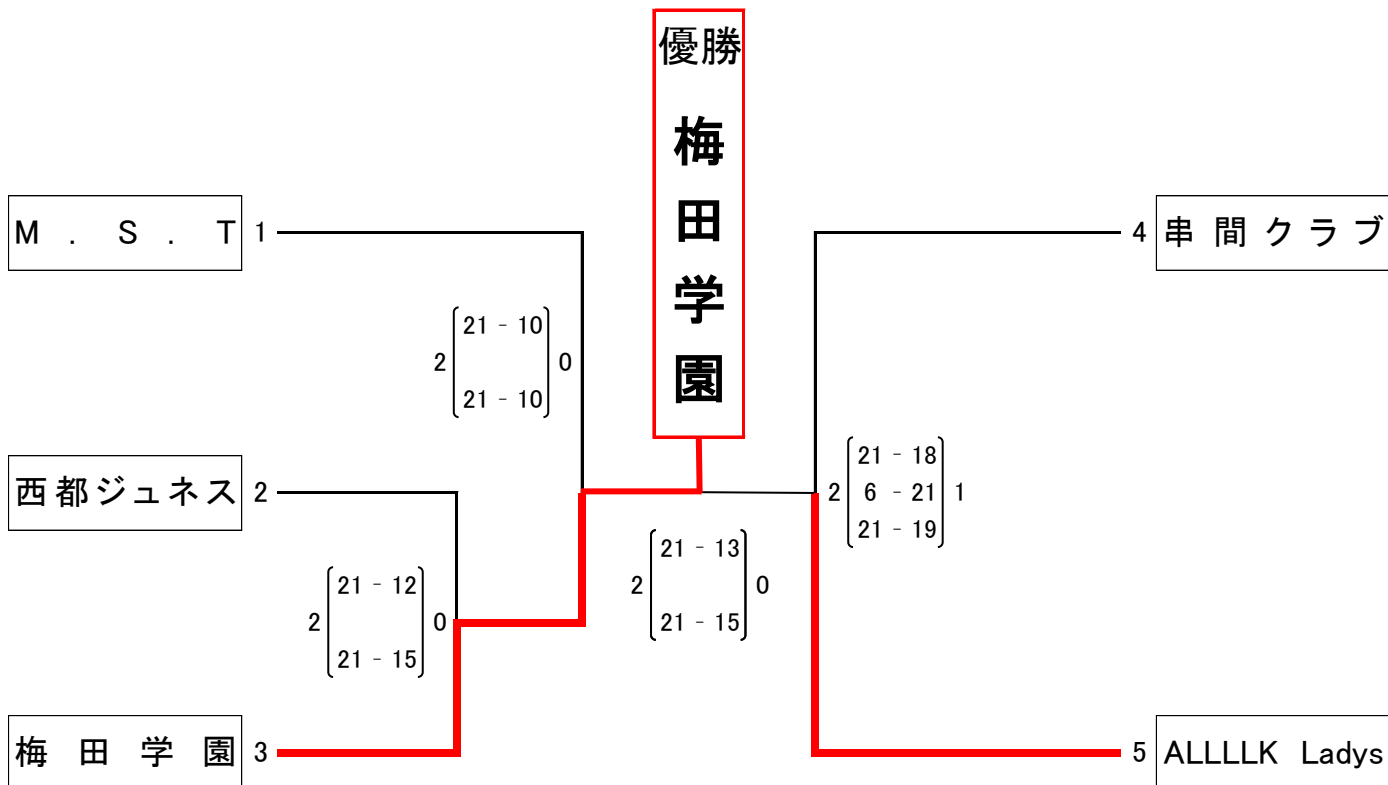 優勝
梅田学園
M . S . T 1
4 串間クラブ
21 - 10
2 0
21 - 10
西都ジュネス 2
21 - 18
2 6 - 21 1
21 - 19
21 - 12
2 0
21 - 15
21 - 13
2 0
21 - 15
梅田学園 3
5 ALLLLK Ladys